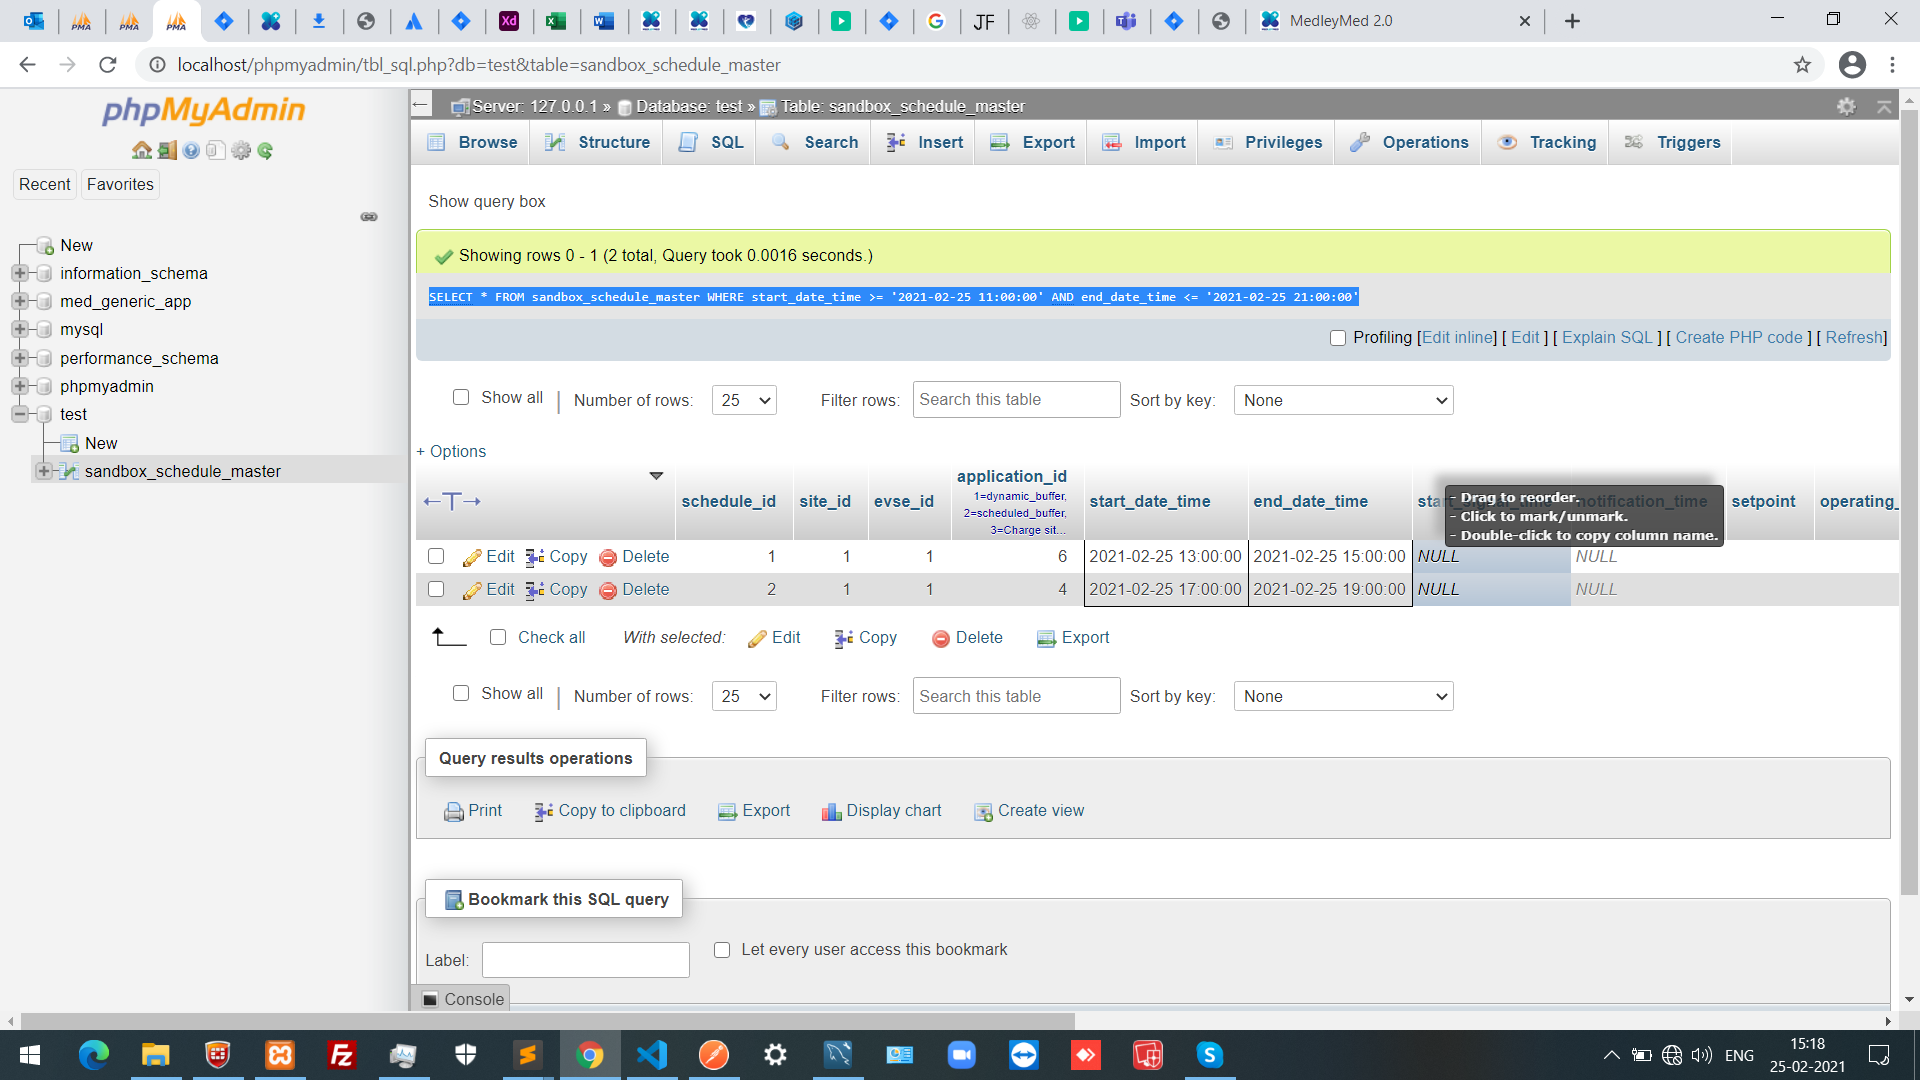 MedleyMed 2.0
localhost/phpmyadmin/tbl_sql.php?db=test&table=sandbox_schedule_master
phpMyAdmin
Recent Favorites
New
information_schema
med_generic_app
mysql
performance_schema
phpmyadmin
test
New
sandbox_schedule_master
Server: 127.0.0.1 » Database: test » Table: sandbox_schedule_master
Browse Structure SQL Search Insert Export Import Privileges Operations Tracking Triggers
Show query box
Showing rows 0 - 1 (2 total, Query took 0.0016 seconds.)
SELECT * FROM sandbox_schedule_master WHERE start_date_time >= '2021-02-25 11:00:00' AND end_date_time <= '2021-02-25 21:00:00'
Profiling [Edit inline] [ Edit ] [ Explain SQL ] [ Create PHP code ] [ Refresh]
Show all | Number of rows: 25 Filter rows: Search this table Sort by key: None
+ Options
←T→ schedule_id site_id evse_id application_id start_date_time end_date_time notification_time setpoint operating_
1=dynamic_buffer,
2=scheduled_buffer,
3=Charge sit...
- Drag to reorder.
- Click to mark/unmark.
- Double-click to copy column name.
Edit Copy Delete 1 1 1 6 2021-02-25 13:00:00 2021-02-25 15:00:00 NULL NULL
Edit Copy Delete 2 1 1 4 2021-02-25 17:00:00 2021-02-25 19:00:00 NULL NULL
Check all With selected: Edit Copy Delete Export
Show all | Number of rows: 25 Filter rows: Search this table Sort by key: None
Query results operations
Print Copy to clipboard Export Display chart Create view
Bookmark this SQL query
Label: Let every user access this bookmark
Console
ENG
15:18
25-02-2021